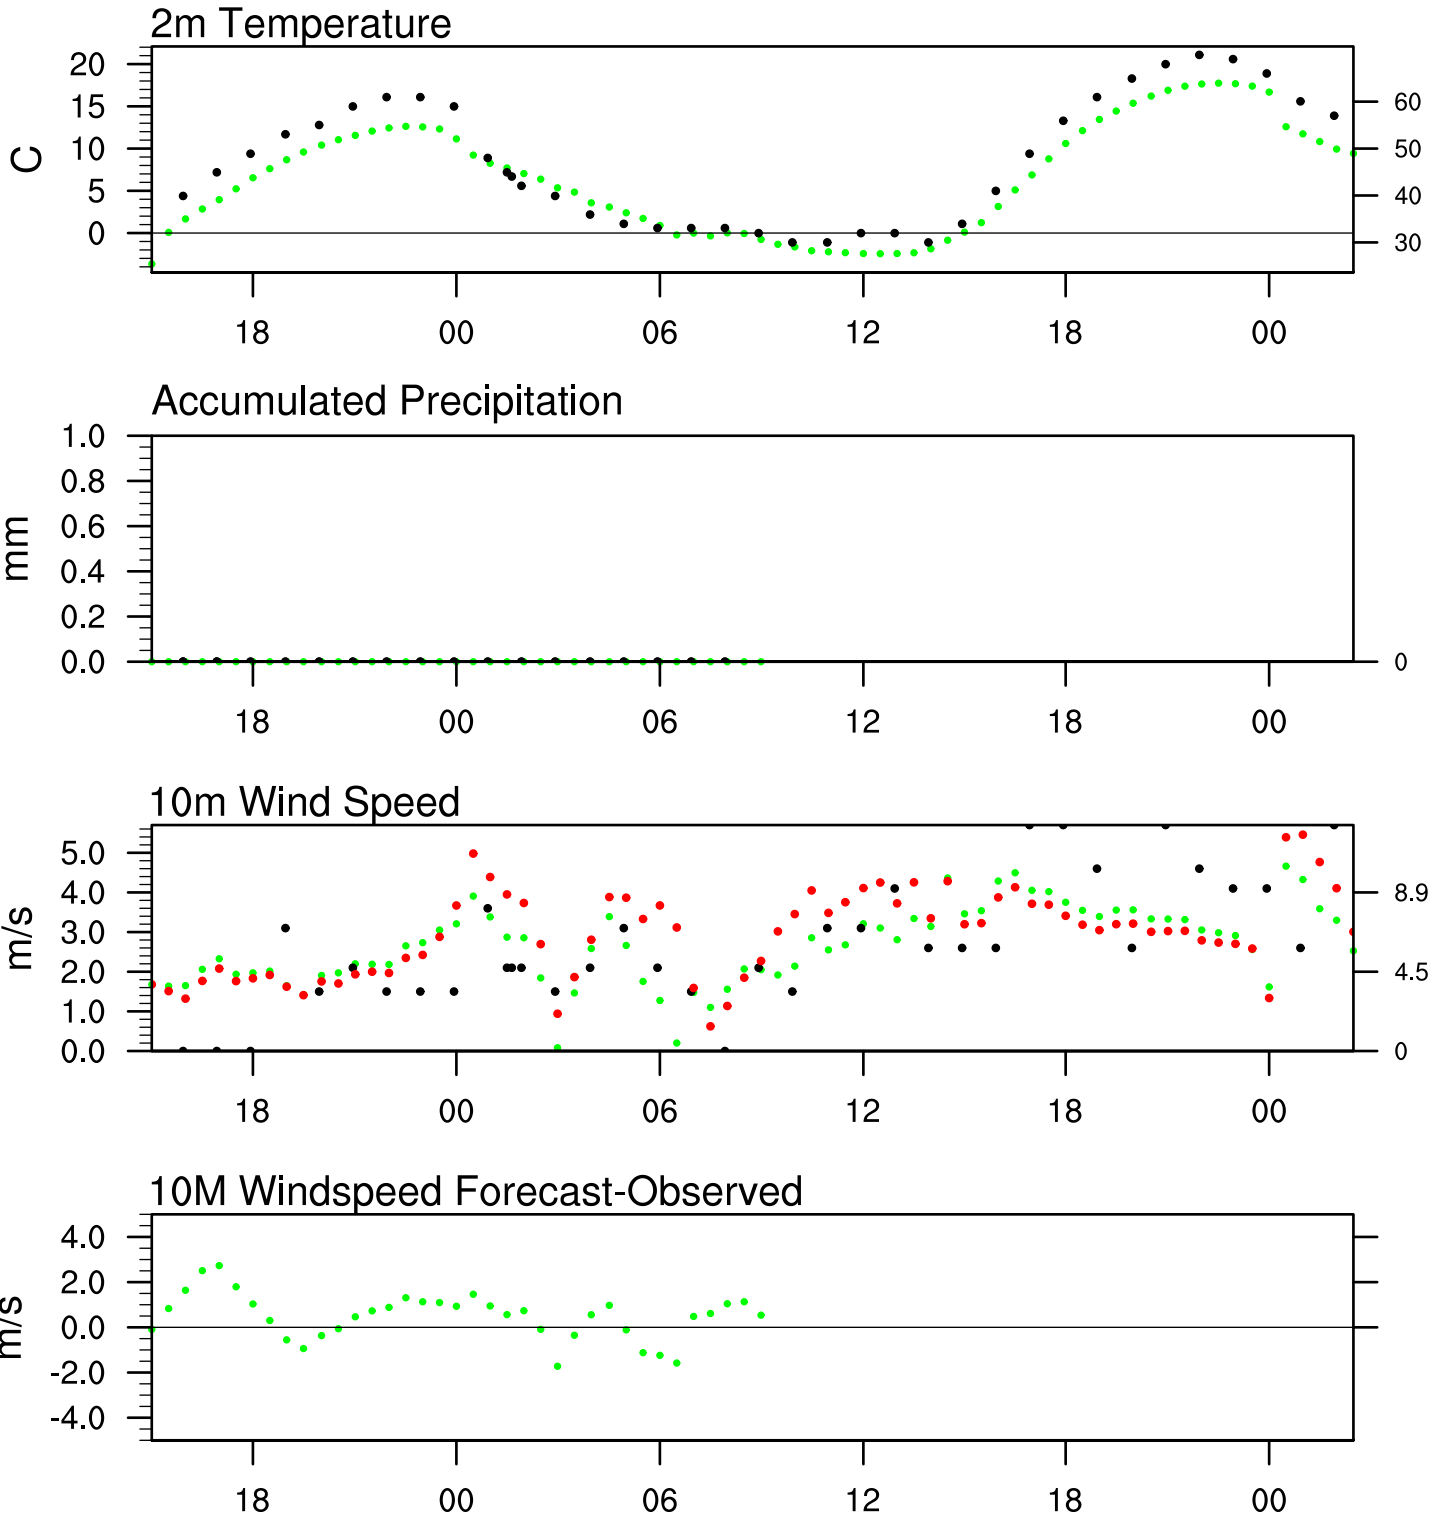 2m Temperature
20
15
10
5
0
C
60
50
40
30
18 00 06 12 18 00
Accumulated Precipitation
1.0
0.8
0.6
0.4
0.2
0.0
mm
0
18 00 06 12 18 00
10m Wind Speed
5.0
4.0
3.0
2.0
1.0
0.0
m/s
8.9
4.5
0
18 00 06 12 18 00
10M Windspeed Forecast-Observed
4.0
2.0
0.0
-2.0
-4.0
m/s
18 00 06 12 18 00